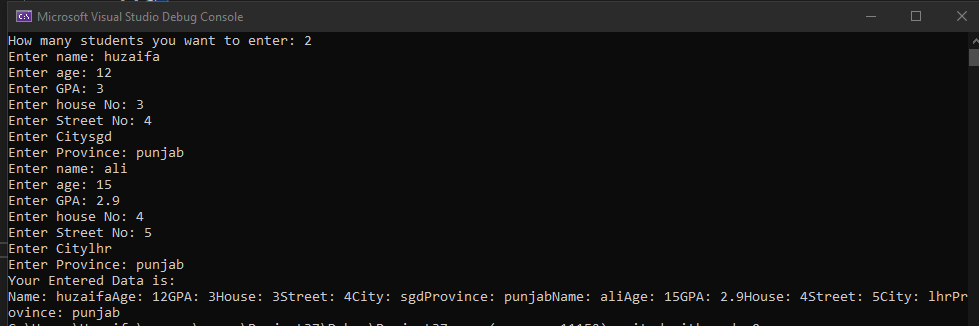 Microsoft Visual Studio Debug Console
How many students you want to enter: 2
Enter name: huzaifa
Enter age: 12
Enter GPA: 3
Enter house No: 3
Enter Street No: 4
Enter Citysgd
Enter Province: punjab
Enter name: ali
Enter age: 15
Enter GPA: 2.9
Enter house No: 4
Enter Street No: 5
Enter Citylhr
Enter Province: punjab
Your Entered Data is:
Name: huzaifaAge: 12GPA: 3House: 3Street: 4City: sgdProvince: punjabName: aliAge: 15GPA: 2.9House: 4Street: 5City: lhrPr
ovince: punjab